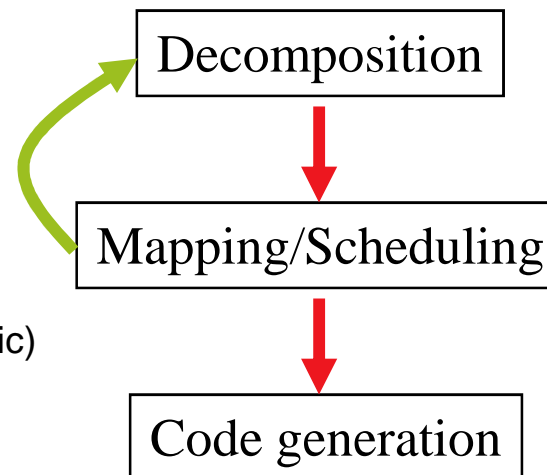 Decomposition
Mapping/Scheduling
ic)
Code generation